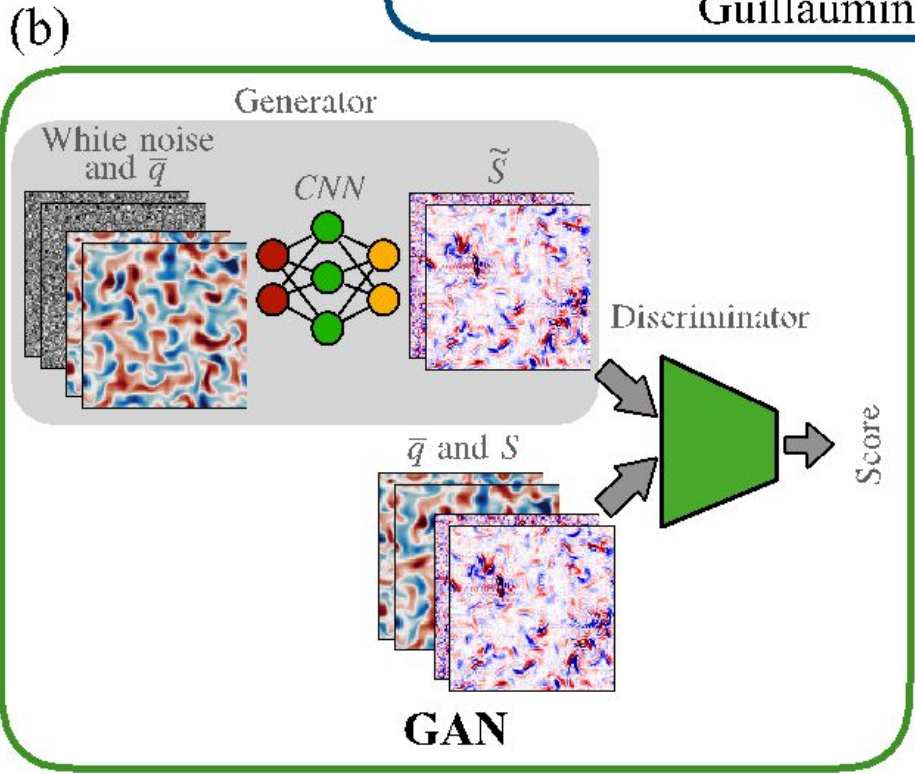 Guillaumin
(b)
Generator
White noise
and q̅
CNN
S̃
Discriminator
Score
q̅ and S
GAN